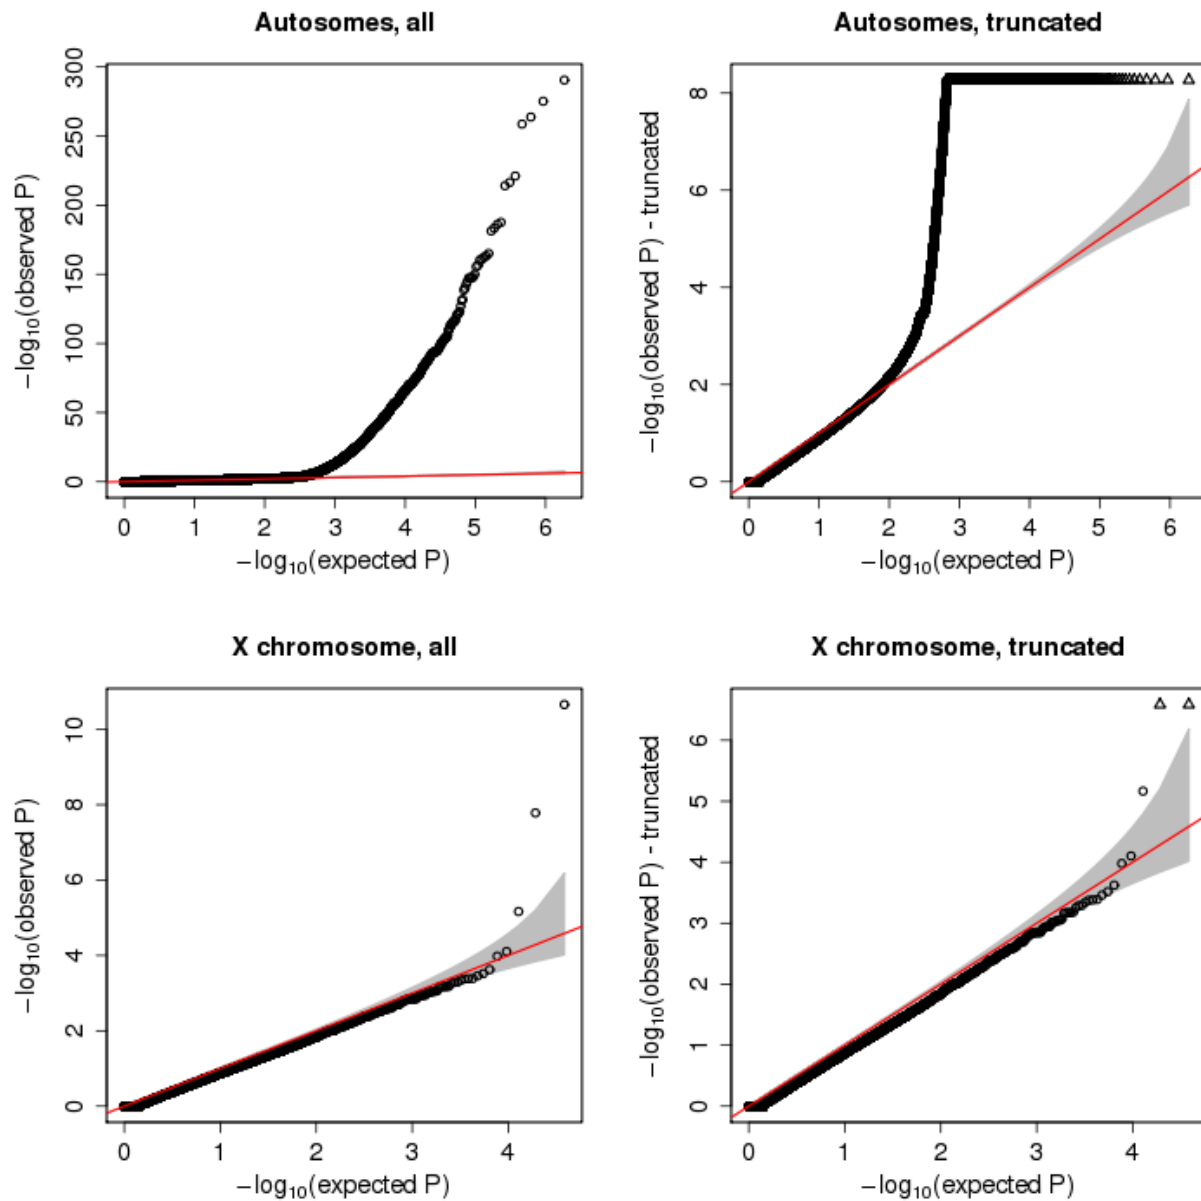 Autosomes, all
−log10(observed P)
300
250
200
150
100
50
0
0 1 2 3 4 5 6
−log10(expected P)
Autosomes, truncated
−log10(observed P) - truncated
8
6
4
2
0
0 1 2 3 4 5 6
−log10(expected P)
X chromosome, all
−log10(observed P)
10
8
6
4
2
0
0 1 2 3 4
−log10(expected P)
X chromosome, truncated
−log10(observed P) - truncated
6
5
4
3
2
1
0
0 1 2 3 4
−log10(expected P)